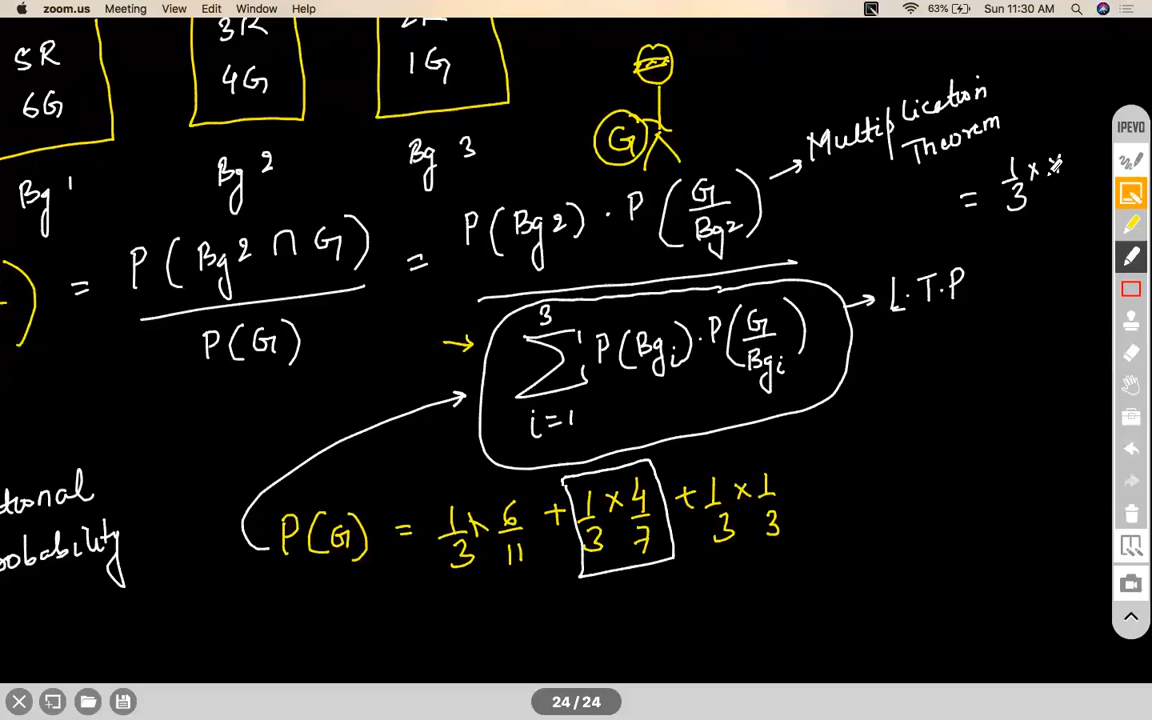 zoom.us Meeting View Edit Window Help 63% Sun 11:30 AM
5R
6G
3R
4G
1G
G
Bg 1
Bg 2
Bg 3
Multiplication
Theorem
= 1/3 ×
= P(Bg2 ∩ G)/P(G) = P(Bg2) · P(G/Bg2)
3
∑ P(Bgi) · P(G/Bgi)
i=1
L.T.P
P(G) = 1/3 × 6/11 + 1/3 × 4/7 + 1/3 × 1/3
IPEVO
24 / 24